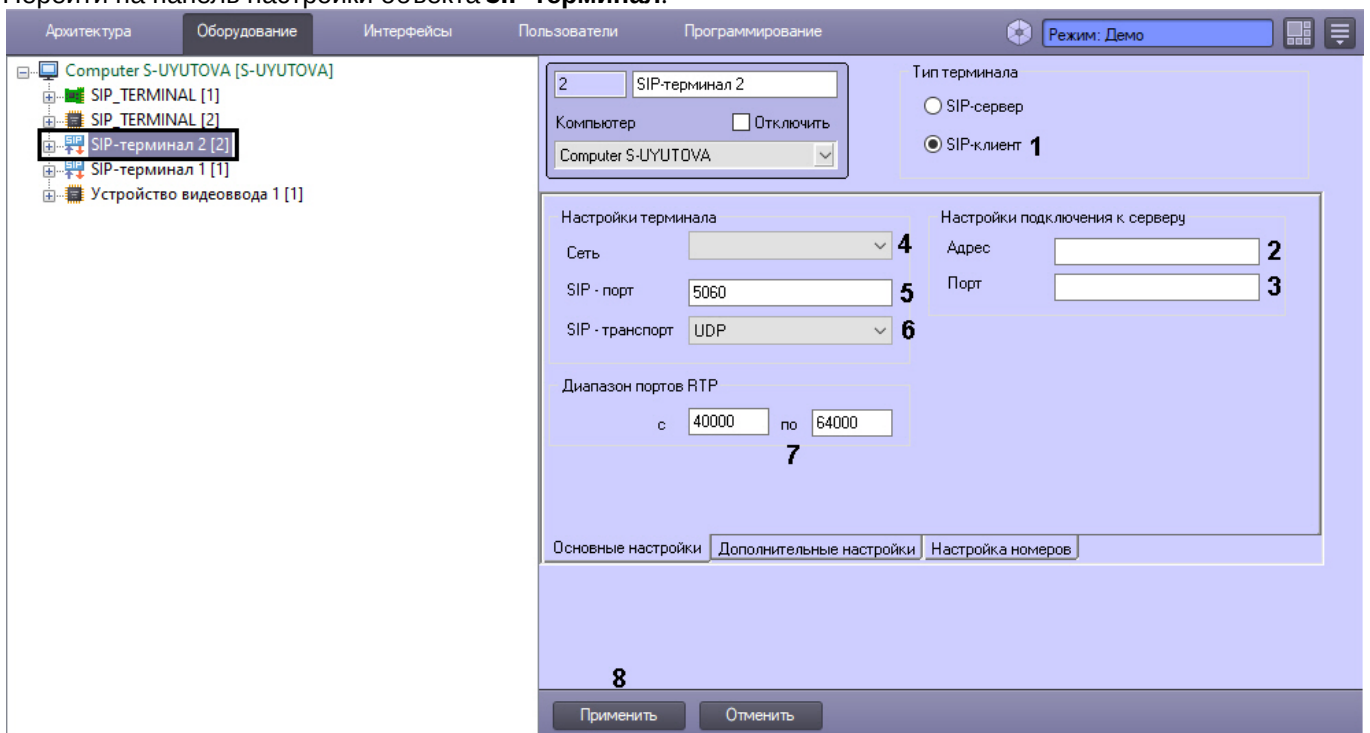 Перейти на панель настройки объекта SIP-терминал.
Архитектура Оборудование Интерфейсы Пользователи Программирование Режим: Демо
Computer S-UYUTOVA [S-UYUTOVA]
SIP_TERMINAL [1]
SIP_TERMINAL [2]
SIP-терминал 2 [2]
SIP-терминал 1 [1]
Устройство видеоввода 1 [1]
2 SIP-терминал 2
Компьютер Отключить
Computer S-UYUTOVA
Тип терминала
SIP-сервер
SIP-клиент 1
Настройки терминала
Сеть 4
SIP - порт 5060 5
SIP - транспорт UDP 6
Настройки подключения к серверу
Адрес 2
Порт 3
Диапазон портов RTP
с 40000 по 64000
7
Основные настройки Дополнительные настройки Настройка номеров
8
Применить Отменить